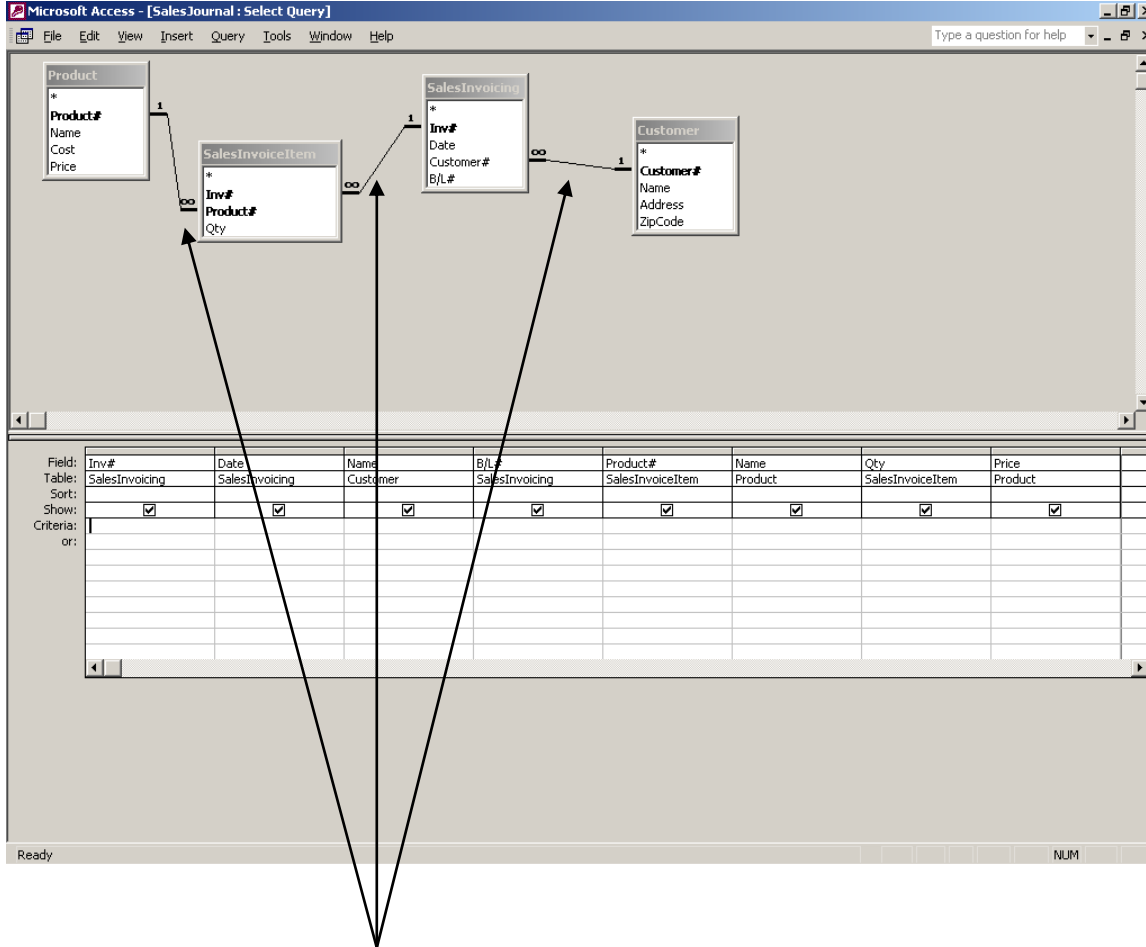 Microsoft Access - [SalesJournal : Select Query]
File Edit View Insert Query Tools Window Help Type a question for help
Product
*
Product#
Name
Cost
Price
1
∞
SalesInvoiceItem
*
Inv#
Product#
Qty
∞
1
SalesInvoicing
*
Inv#
Date
Customer#
B/L#
∞
1
Customer
*
Customer#
Name
Address
ZipCode
Field: Inv# Date Name B/L# Product# Name Qty Price
Table: SalesInvoicing SalesInvoicing Customer SalesInvoicing SalesInvoiceItem Product SalesInvoiceItem Product
Sort:
Show:
Criteria:
or:
Ready NUM